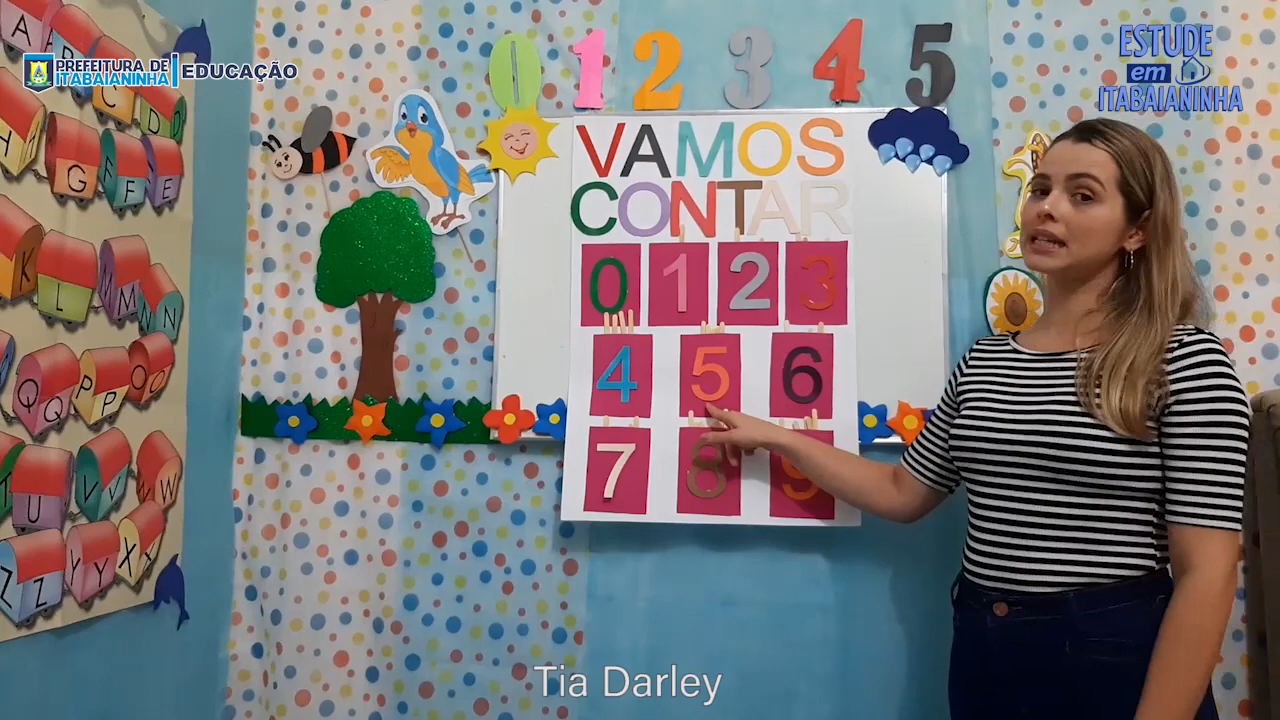 PREFEITURA DE
ITABAIANINHA
EDUCAÇÃO
ESTUDE
em
ITABAIANINHA
0 1 2 3 4 5
VAMOS
CONTAR
0 1 2 3
4 5 6
7 8 9
A
C D
H G F E
K L M N
Q P O
U V W
Z Y X
Tia Darley